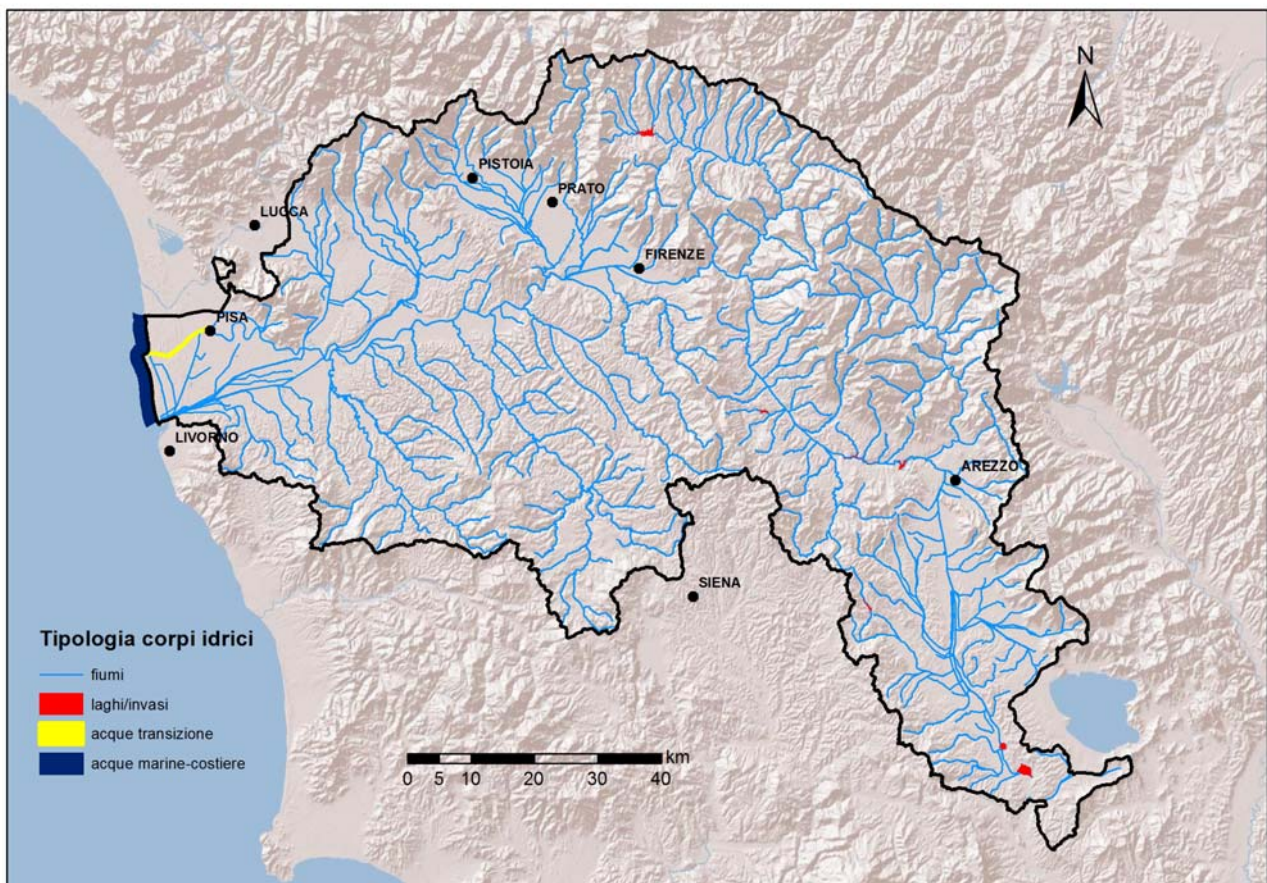 N
PISTOIA
PRATO
LUCCA
FIRENZE
PISA
LIVORNO
AREZZO
SIENA
Tipologia corpi idrici
fiumi
laghi/invasi
acque transizione
acque marine-costiere
km
0 5 10 20 30 40